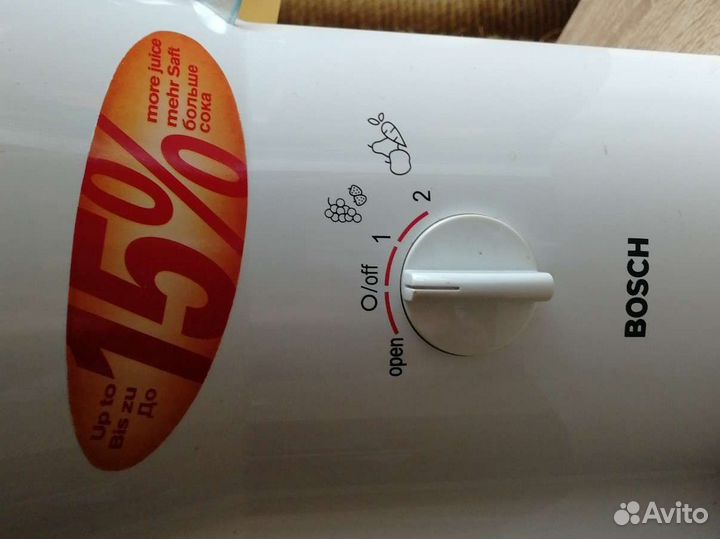 Up to
Bis zu
До
15%
more juice
mehr Saft
больше
сока
open
O/off
1
2
BOSCH
Avito